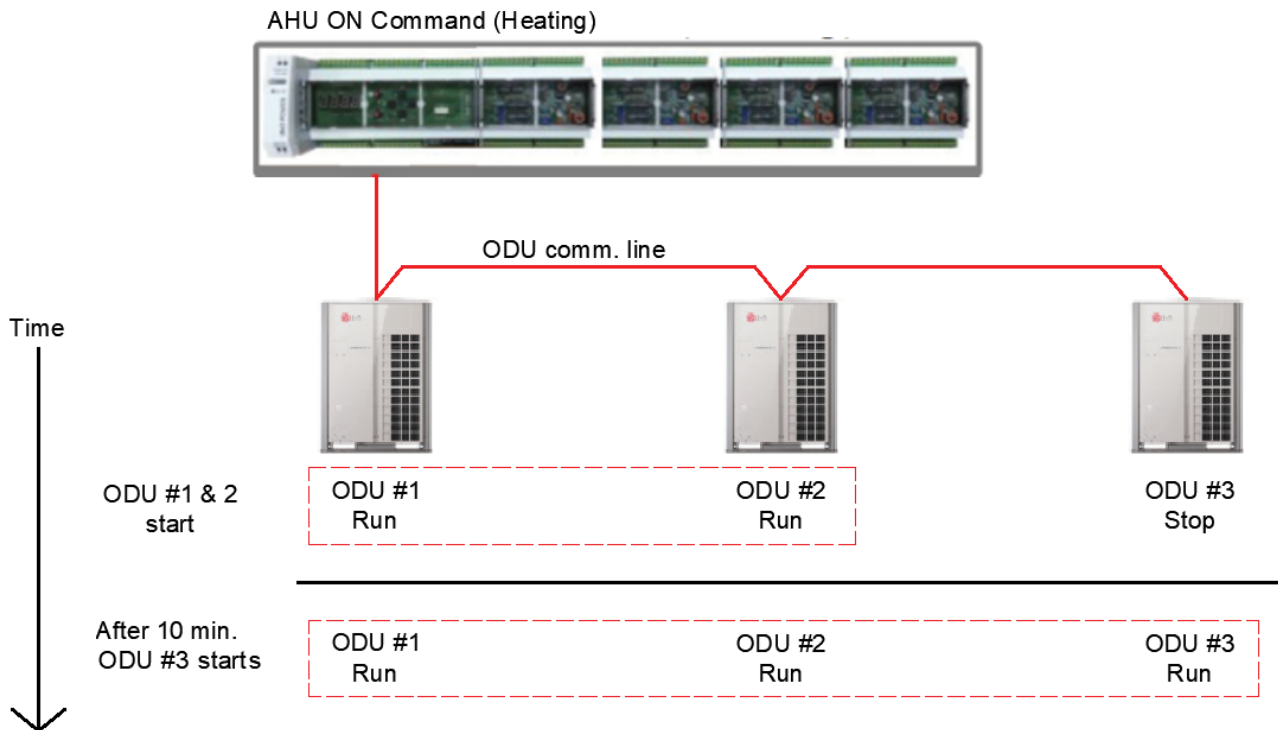 AHU ON Command (Heating)
ODU comm. line
Time
ODU #1 & 2
start
ODU #1
Run
ODU #2
Run
ODU #3
Stop
After 10 min.
ODU #3 starts
ODU #1
Run
ODU #2
Run
ODU #3
Run